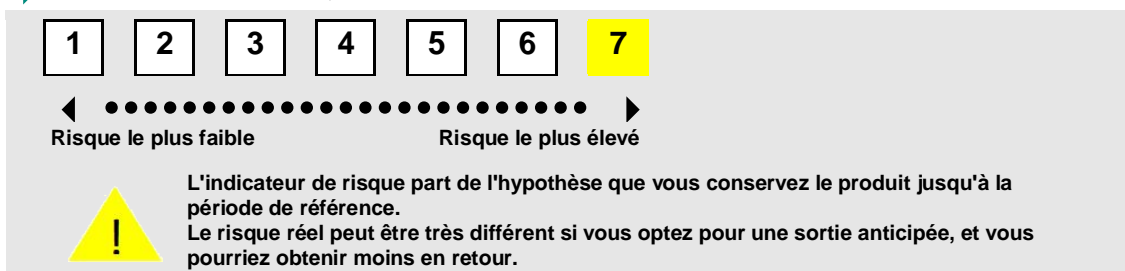 1 2 3 4 5 6 7
Risque le plus faible Risque le plus élevé
L'indicateur de risque part de l'hypothèse que vous conservez le produit jusqu'à la
période de référence.
!
Le risque réel peut être très différent si vous optez pour une sortie anticipée, et vous
pourriez obtenir moins en retour.